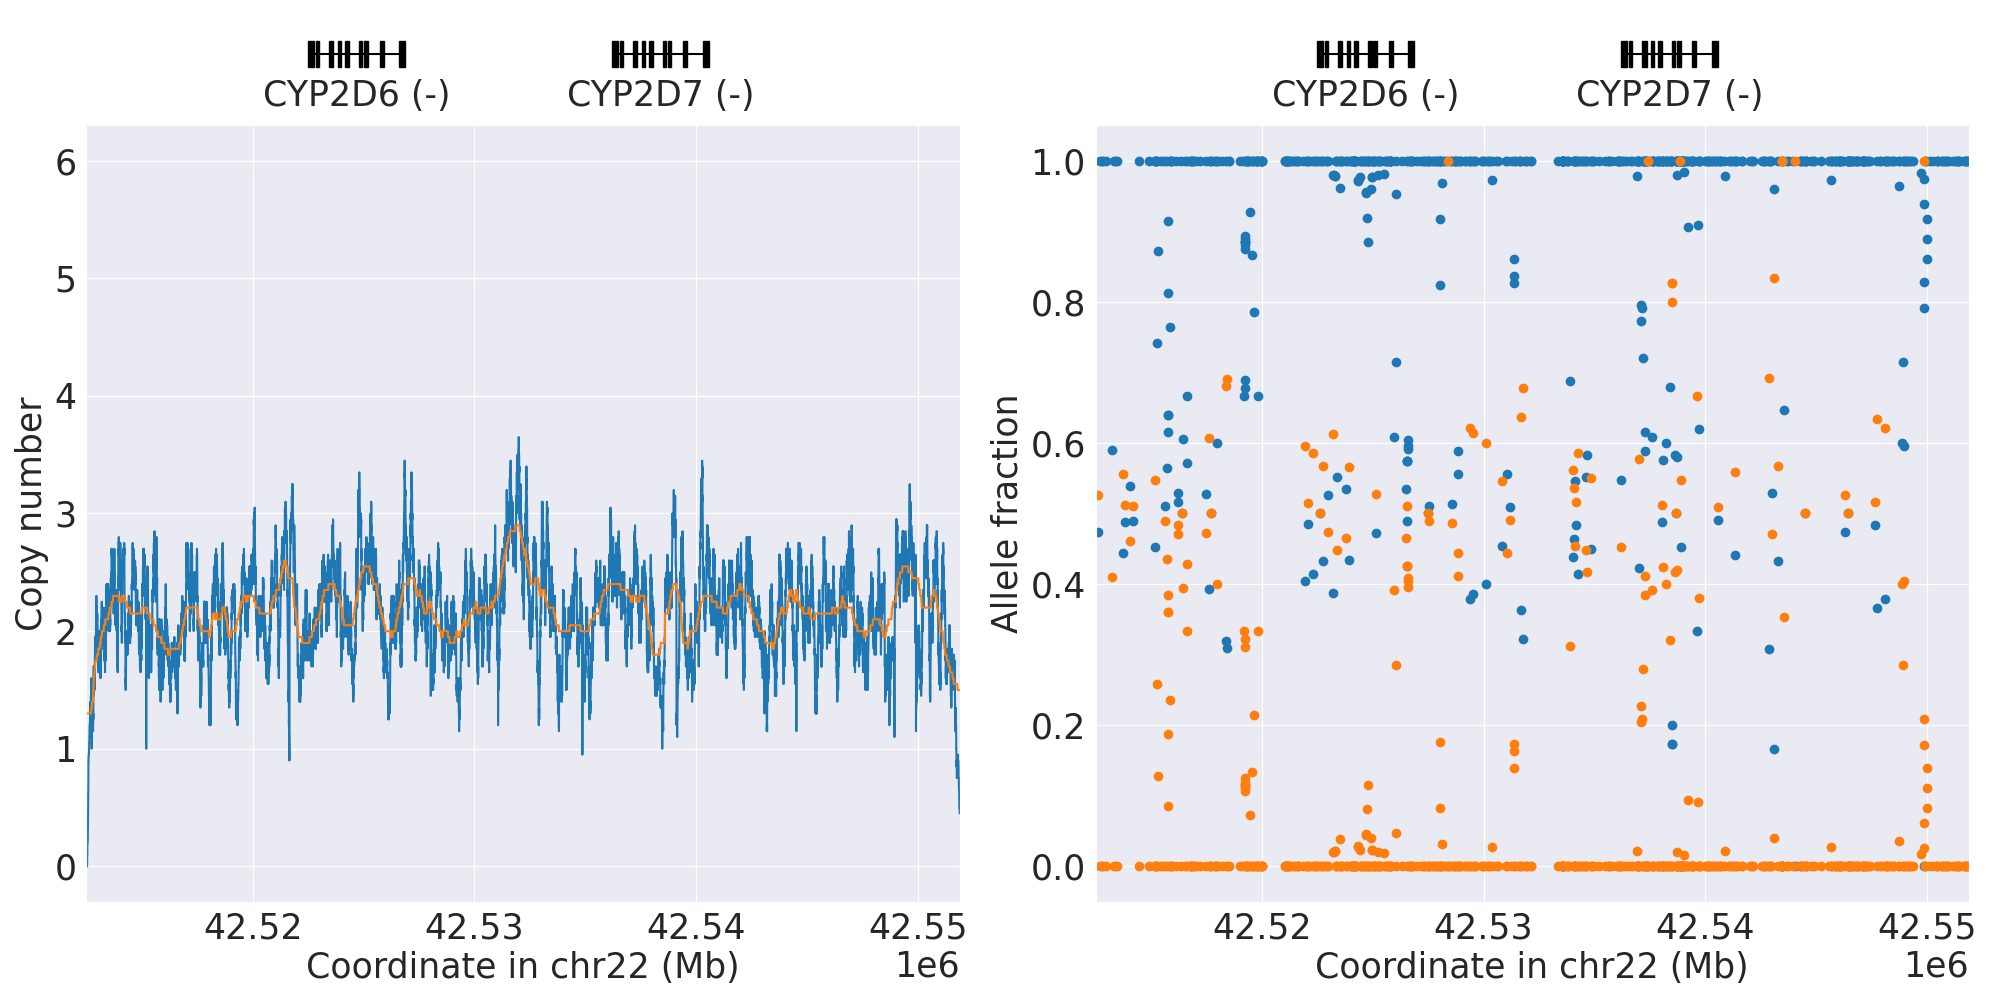 CYP2D6 (-) CYP2D7 (-)
6
5
4
3
2
1
0
Copy number
42.52 42.53 42.54 42.55
Coordinate in chr22 (Mb) 1e6
CYP2D6 (-) CYP2D7 (-)
1.0
0.8
0.6
0.4
0.2
0.0
Allele fraction
42.52 42.53 42.54 42.55
Coordinate in chr22 (Mb) 1e6